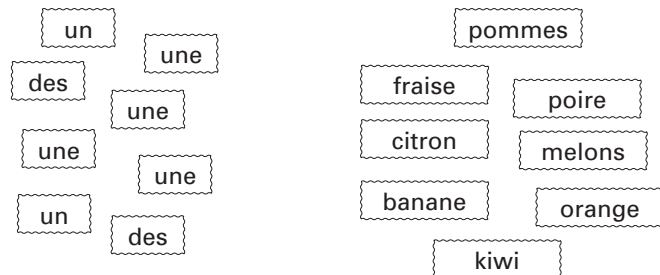 un
une
des
une
une
une
un
des
pommes
fraise
poire
citron
melons
banane
orange
kiwi